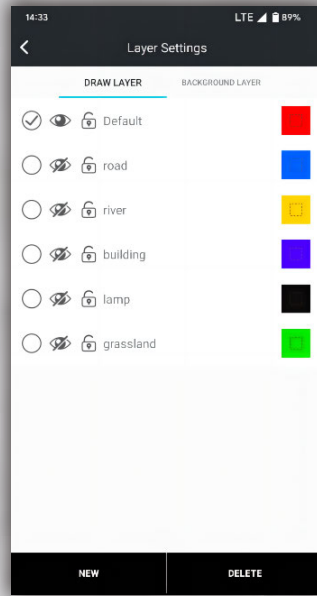 14:33 LTE 89%
Layer Settings
DRAW LAYER BACKGROUND LAYER
Default
road
river
building
lamp
grassland
NEW DELETE